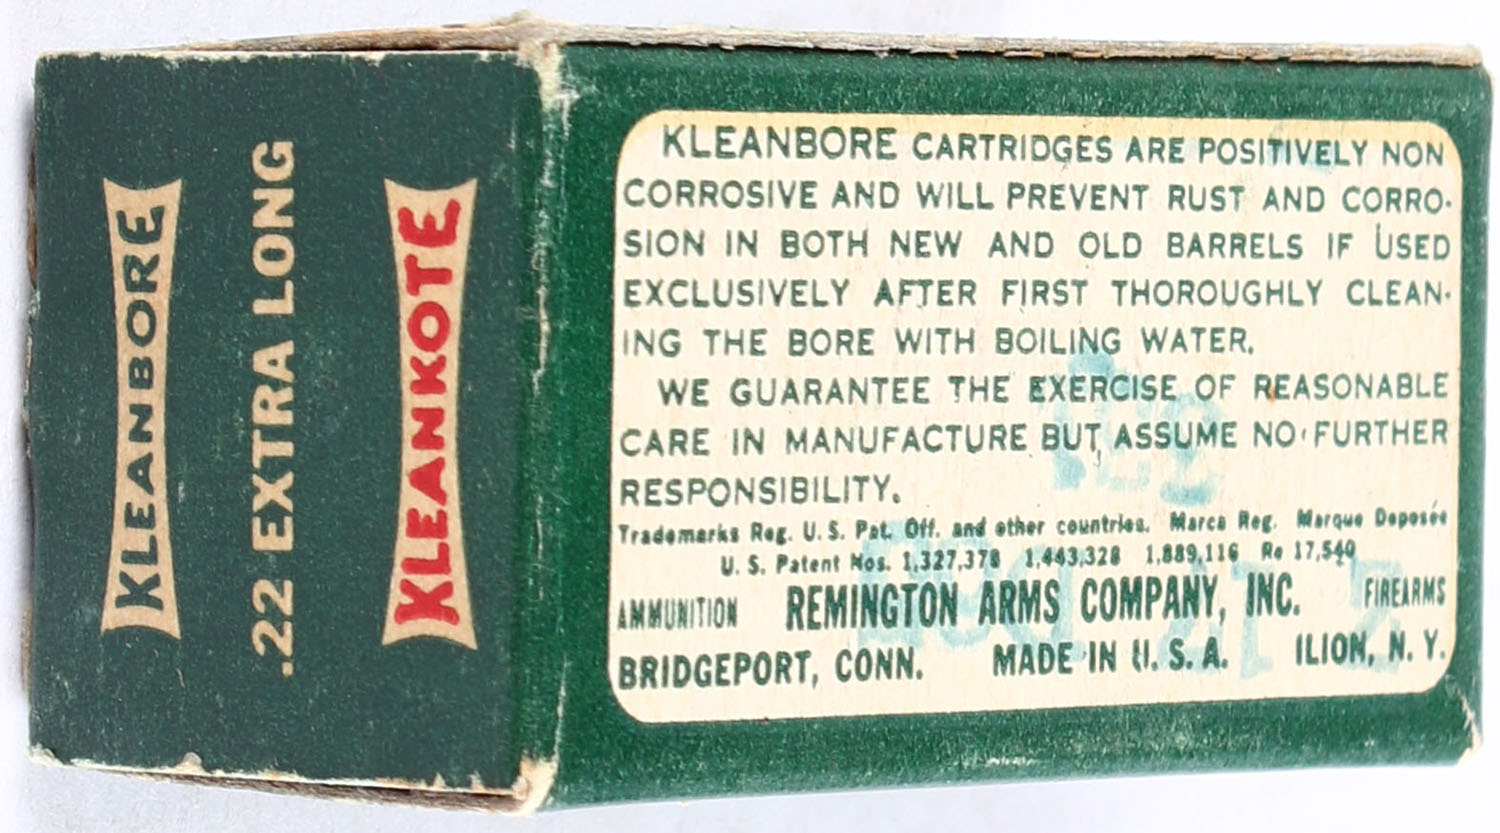 KLEANBORE
.22 EXTRA LONG
KLEANKOTE
KLEANBORE CARTRIDGES ARE POSITIVELY NON
CORROSIVE AND WILL PREVENT RUST AND CORRO-
SION IN BOTH NEW AND OLD BARRELS IF USED
EXCLUSIVELY AFTER FIRST THOROUGHLY CLEAN-
ING THE BORE WITH BOILING WATER.
WE GUARANTEE THE EXERCISE OF REASONABLE
CARE IN MANUFACTURE BUT ASSUME NO FURTHER
RESPONSIBILITY.
Trademarks Reg. U. S. Pat. Off. and other countries. Marca Reg. Marque Deposée
U. S. Patent Nos. 1,327,378 1,443,328 1,889,116 Re 17,540
AMMUNITION REMINGTON ARMS COMPANY, INC. FIREARMS
BRIDGEPORT, CONN. MADE IN U. S. A. ILION, N. Y.